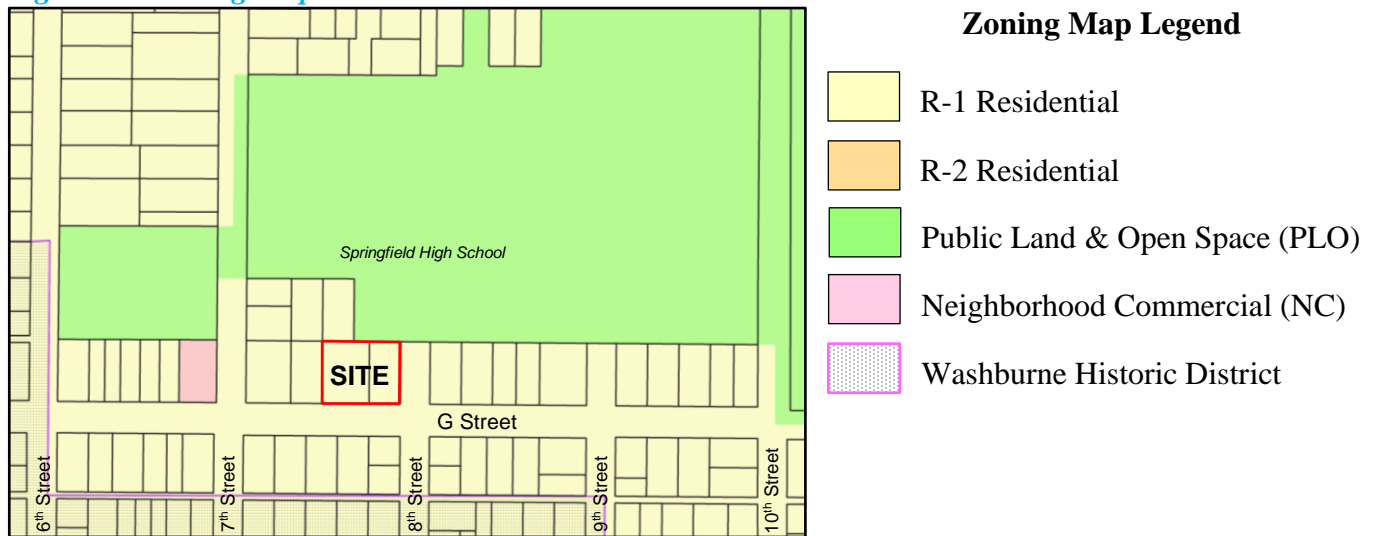 Zoning Map Legend
R-1 Residential
R-2 Residential
Public Land & Open Space (PLO)
Neighborhood Commercial (NC)
Washburne Historic District
Springfield High School
SITE
G Street
6th Street
7th Street
8th Street
9th Street
10th Street